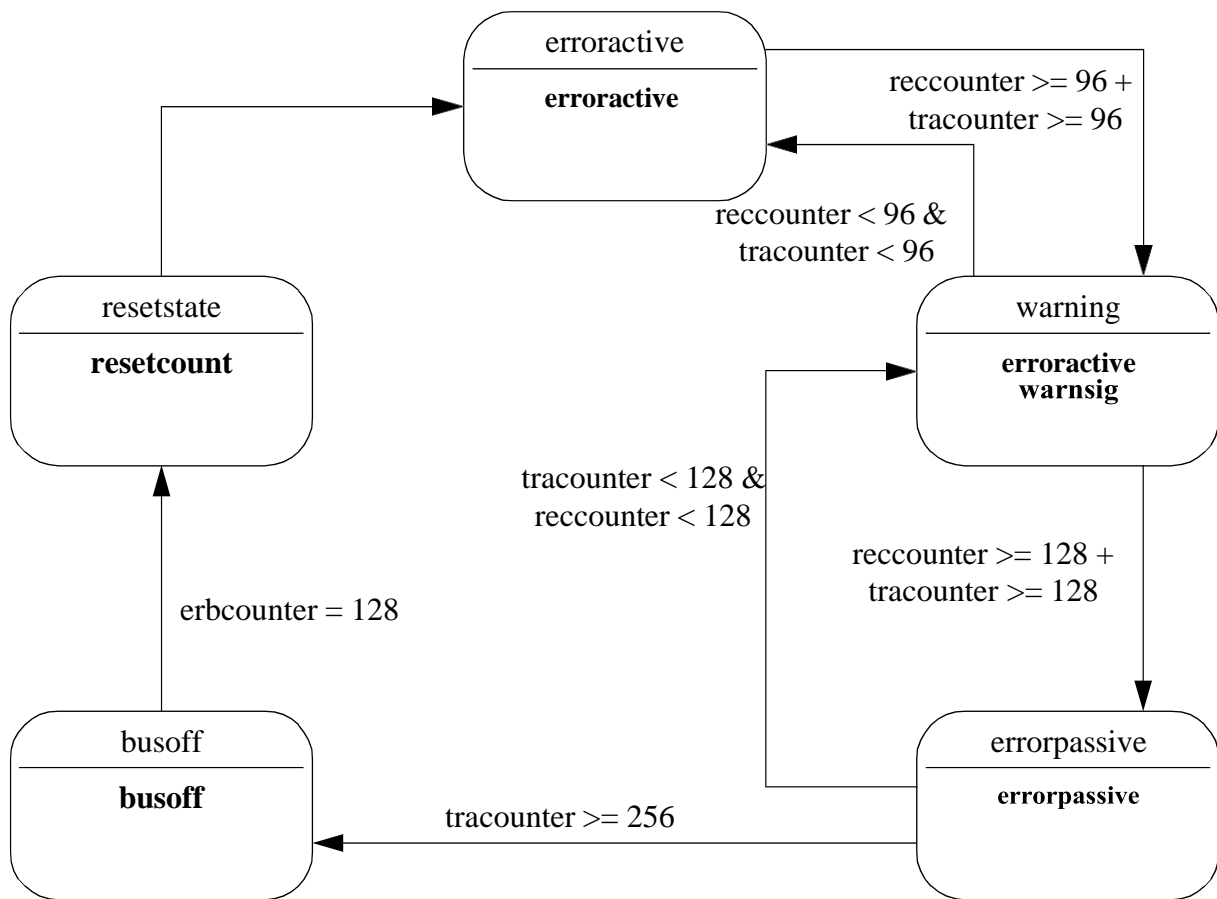 erroractive
erroractive
reccounter >= 96 +
tracounter >= 96
reccounter < 96 &
tracounter < 96
resetstate
resetcount
warning
erroractive
warnsig
tracounter < 128 &
reccounter < 128
reccounter >= 128 +
tracounter >= 128
erbcounter = 128
busoff
busoff
errorpassive
errorpassive
tracounter >= 256